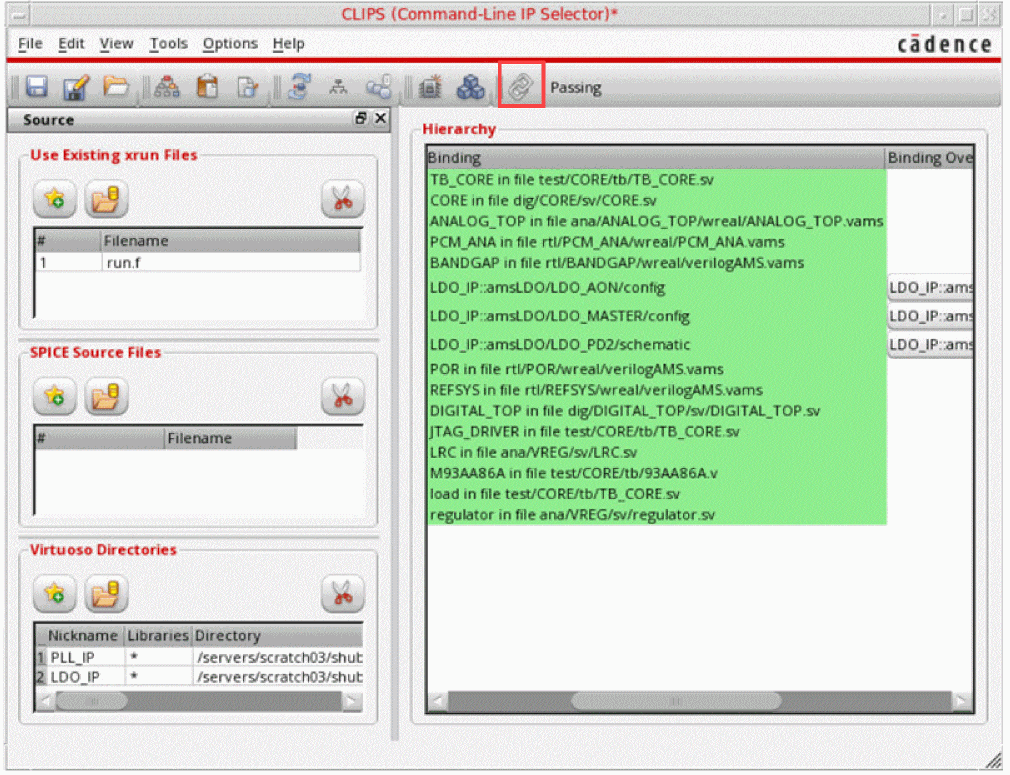 CLIPS (Command-Line IP Selector)*
File Edit View Tools Options Help
cādence
Passing
Source
Use Existing xrun Files
# Filename
1 run.f
SPICE Source Files
# Filename
Virtuoso Directories
Nickname Libraries Directory
1 PLL_IP * /servers/scratch03/shub
2 LDO_IP * /servers/scratch03/shub
Hierarchy
Binding Binding Ove
TB_CORE in file test/CORE/tb/TB_CORE.sv
CORE in file dig/CORE/sv/CORE.sv
ANALOG_TOP in file ana/ANALOG_TOP/wreal/ANALOG_TOP.vams
PCM_ANA in file rtl/PCM_ANA/wreal/PCM_ANA.vams
BANDGAP in file rtl/BANDGAP/wreal/verilogAMS.vams
LDO_IP::amsLDO/LDO_AON/config LDO_IP::ams
LDO_IP::amsLDO/LDO_MASTER/config LDO_IP::ams
LDO_IP::amsLDO/LDO_PD2/schematic LDO_IP::ams
POR in file rtl/POR/wreal/verilogAMS.vams
REFSYS in file rtl/REFSYS/wreal/verilogAMS.vams
DIGITAL_TOP in file dig/DIGITAL_TOP/sv/DIGITAL_TOP.sv
JTAG_DRIVER in file test/CORE/tb/TB_CORE.sv
LRC in file ana/VREG/sv/LRC.sv
M93AA86A in file test/CORE/tb/93AA86A.v
load in file test/CORE/tb/TB_CORE.sv
regulator in file ana/VREG/sv/regulator.sv